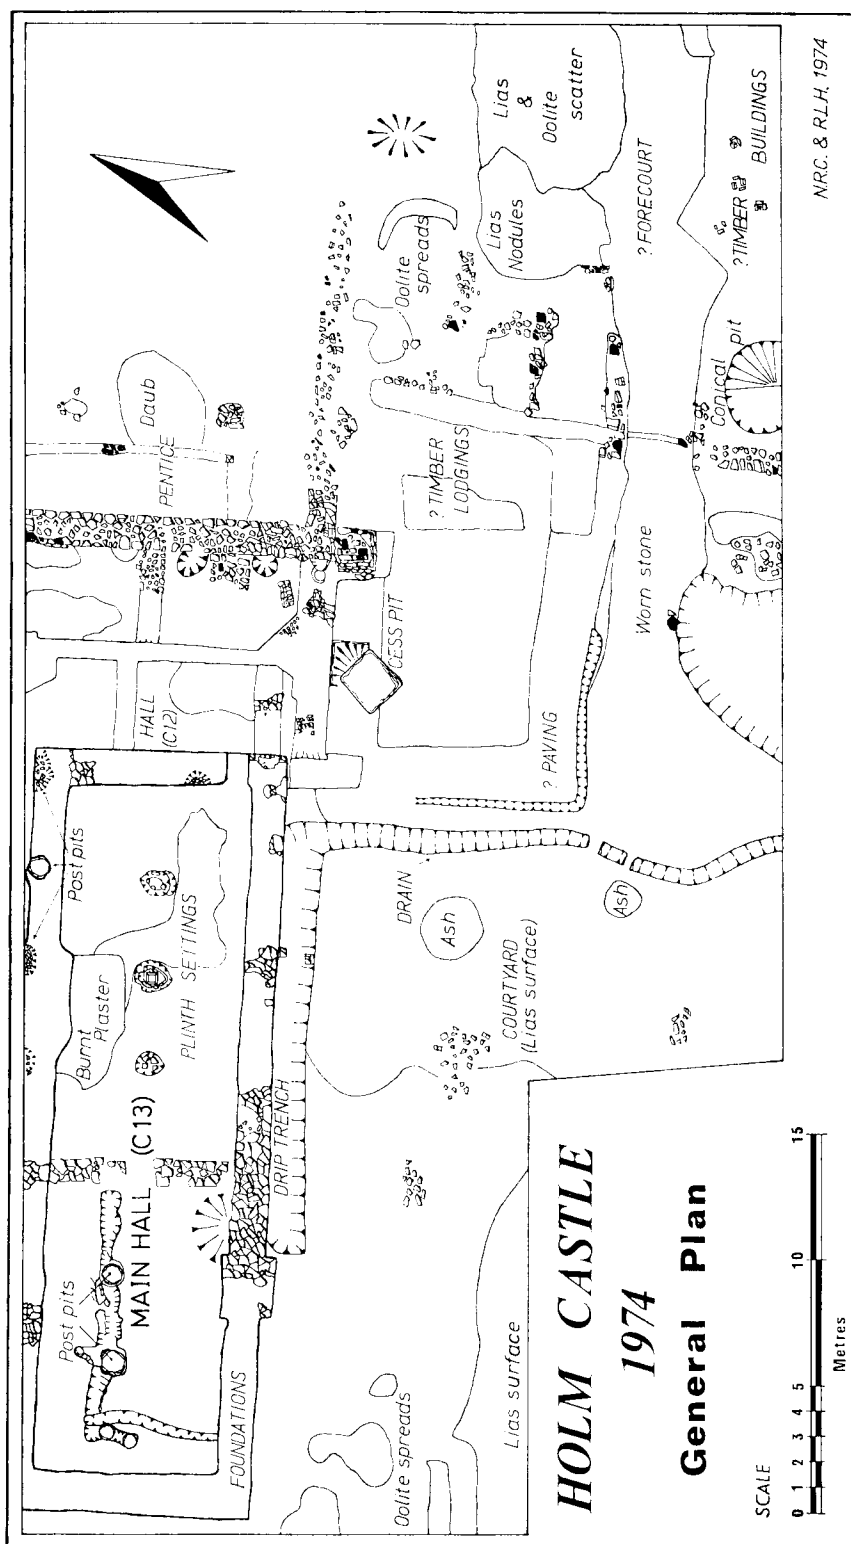 HOLM CASTLE
1974
General Plan
SCALE
0 1 2 3 4 5 10 15
Metres
N.R.C. & R.L.H. 1974
FOUNDATIONS
Post pits
MAIN HALL (C13)
Burnt Plaster
PLINTH SETTINGS
Post pits
DRIP TRENCH
HALL
(C12)
PENTICE
Daub
CESS PIT
? TIMBER
LODGINGS
Oolite
spreads
Lias
Nodules
Lias
&
Oolite
scatter
? FORECOURT
? TIMBER BUILDINGS
Conical pit
Worn stone
? PAVING
DRAIN
Ash
Ash
COURTYARD
(Lias surface)
Lias surface
Oolite spreads